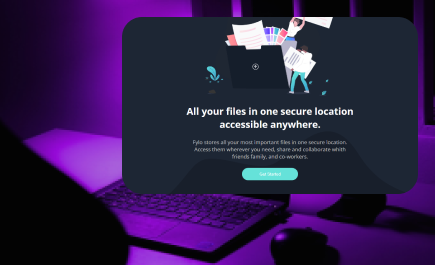 All your files in one secure location
accessible anywhere.
Fylo stores all your most important files in one secure location.
Access them wherever you need, share and collaborate whith
friends family, and co-workers.
Get Started